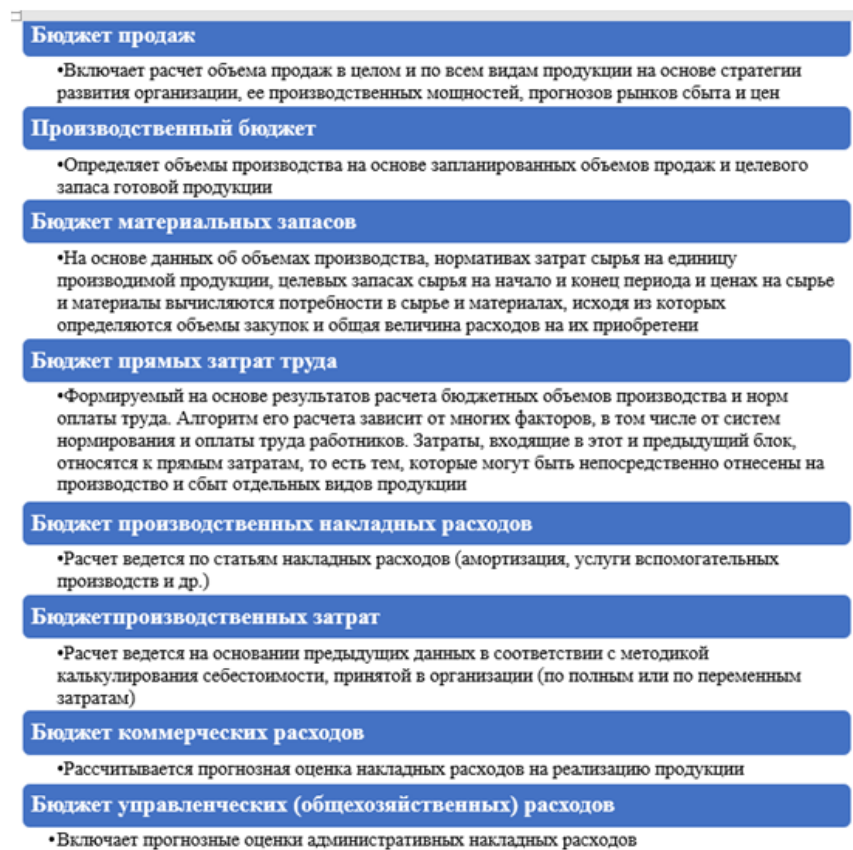 Бюджет продаж
•Включает расчет объема продаж в целом и по всем видам продукции на основе стратегии
развития организации, ее производственных мощностей, прогнозов рынков сбыта и цен
Производственный бюджет
•Определяет объемы производства на основе запланированных объемов продаж и целевого
запаса готовой продукции
Бюджет материальных запасов
•На основе данных об объемах производства, нормативах затрат сырья на единицу
производимой продукции, целевых запасах сырья на начало и конец периода и ценах на сырье
и материалы вычисляются потребности в сырье и материалах, исходя из которых
определяются объемы закупок и общая величина расходов на их приобретени
Бюджет прямых затрат труда
•Формируемый на основе результатов расчета бюджетных объемов производства и норм
оплаты труда. Алгоритм его расчета зависит от многих факторов, в том числе от систем
нормирования и оплаты труда работников. Затраты, входящие в этот и предыдущий блок,
относятся к прямым затратам, то есть тем, которые могут быть непосредственно отнесены на
производство и сбыт отдельных видов продукции
Бюджет производственных накладных расходов
•Расчет ведется по статьям накладных расходов (амортизация, услуги вспомогательных
производств и др.)
Бюджетпроизводственных затрат
•Расчет ведется на основании предыдущих данных в соответствии с методикой
калькулирования себестоимости, принятой в организации (по полным или по переменным
затратам)
Бюджет коммерческих расходов
•Рассчитывается прогнозная оценка накладных расходов на реализацию продукции
Бюджет управленческих (общехозяйственных) расходов
•Включает прогнозные оценки административных накладных расходов